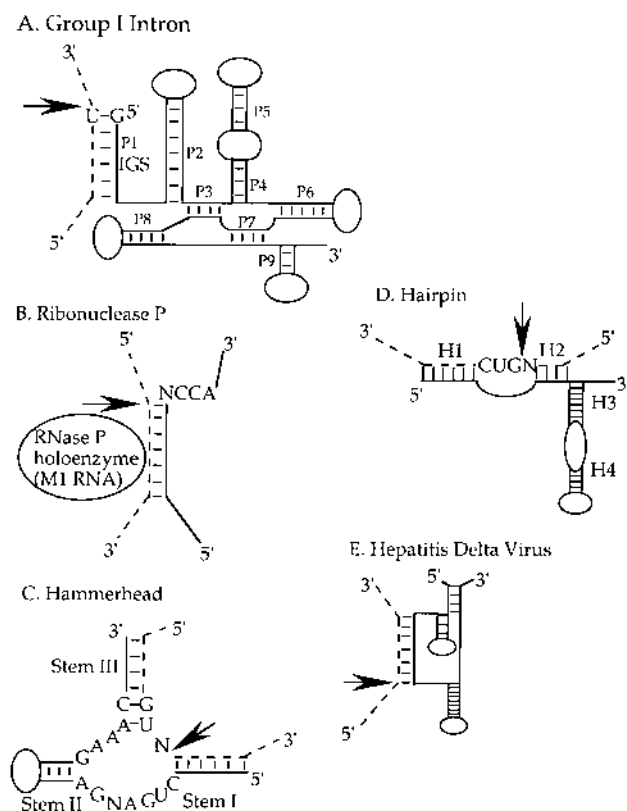 A. Group I Intron
3'
U-G 5'
P1
IGS
5'
P2
P3
P5
P4
P6
P8
P7
3'
P9
B. Ribonuclease P
5'
3'
NCCA
RNase P
holoenzyme
(M1 RNA)
3'
5'
C. Hammerhead
3'
5'
Stem III
C G
A-U
A
A
A
G
N
3'
5'
A
G
N
A
G
U
C
Stem II
Stem I
D. Hairpin
3'
H1
CUGN
H2
5'
5'
3
H3
H4
E. Hepatitis Delta Virus
3'
5'
3'
5'